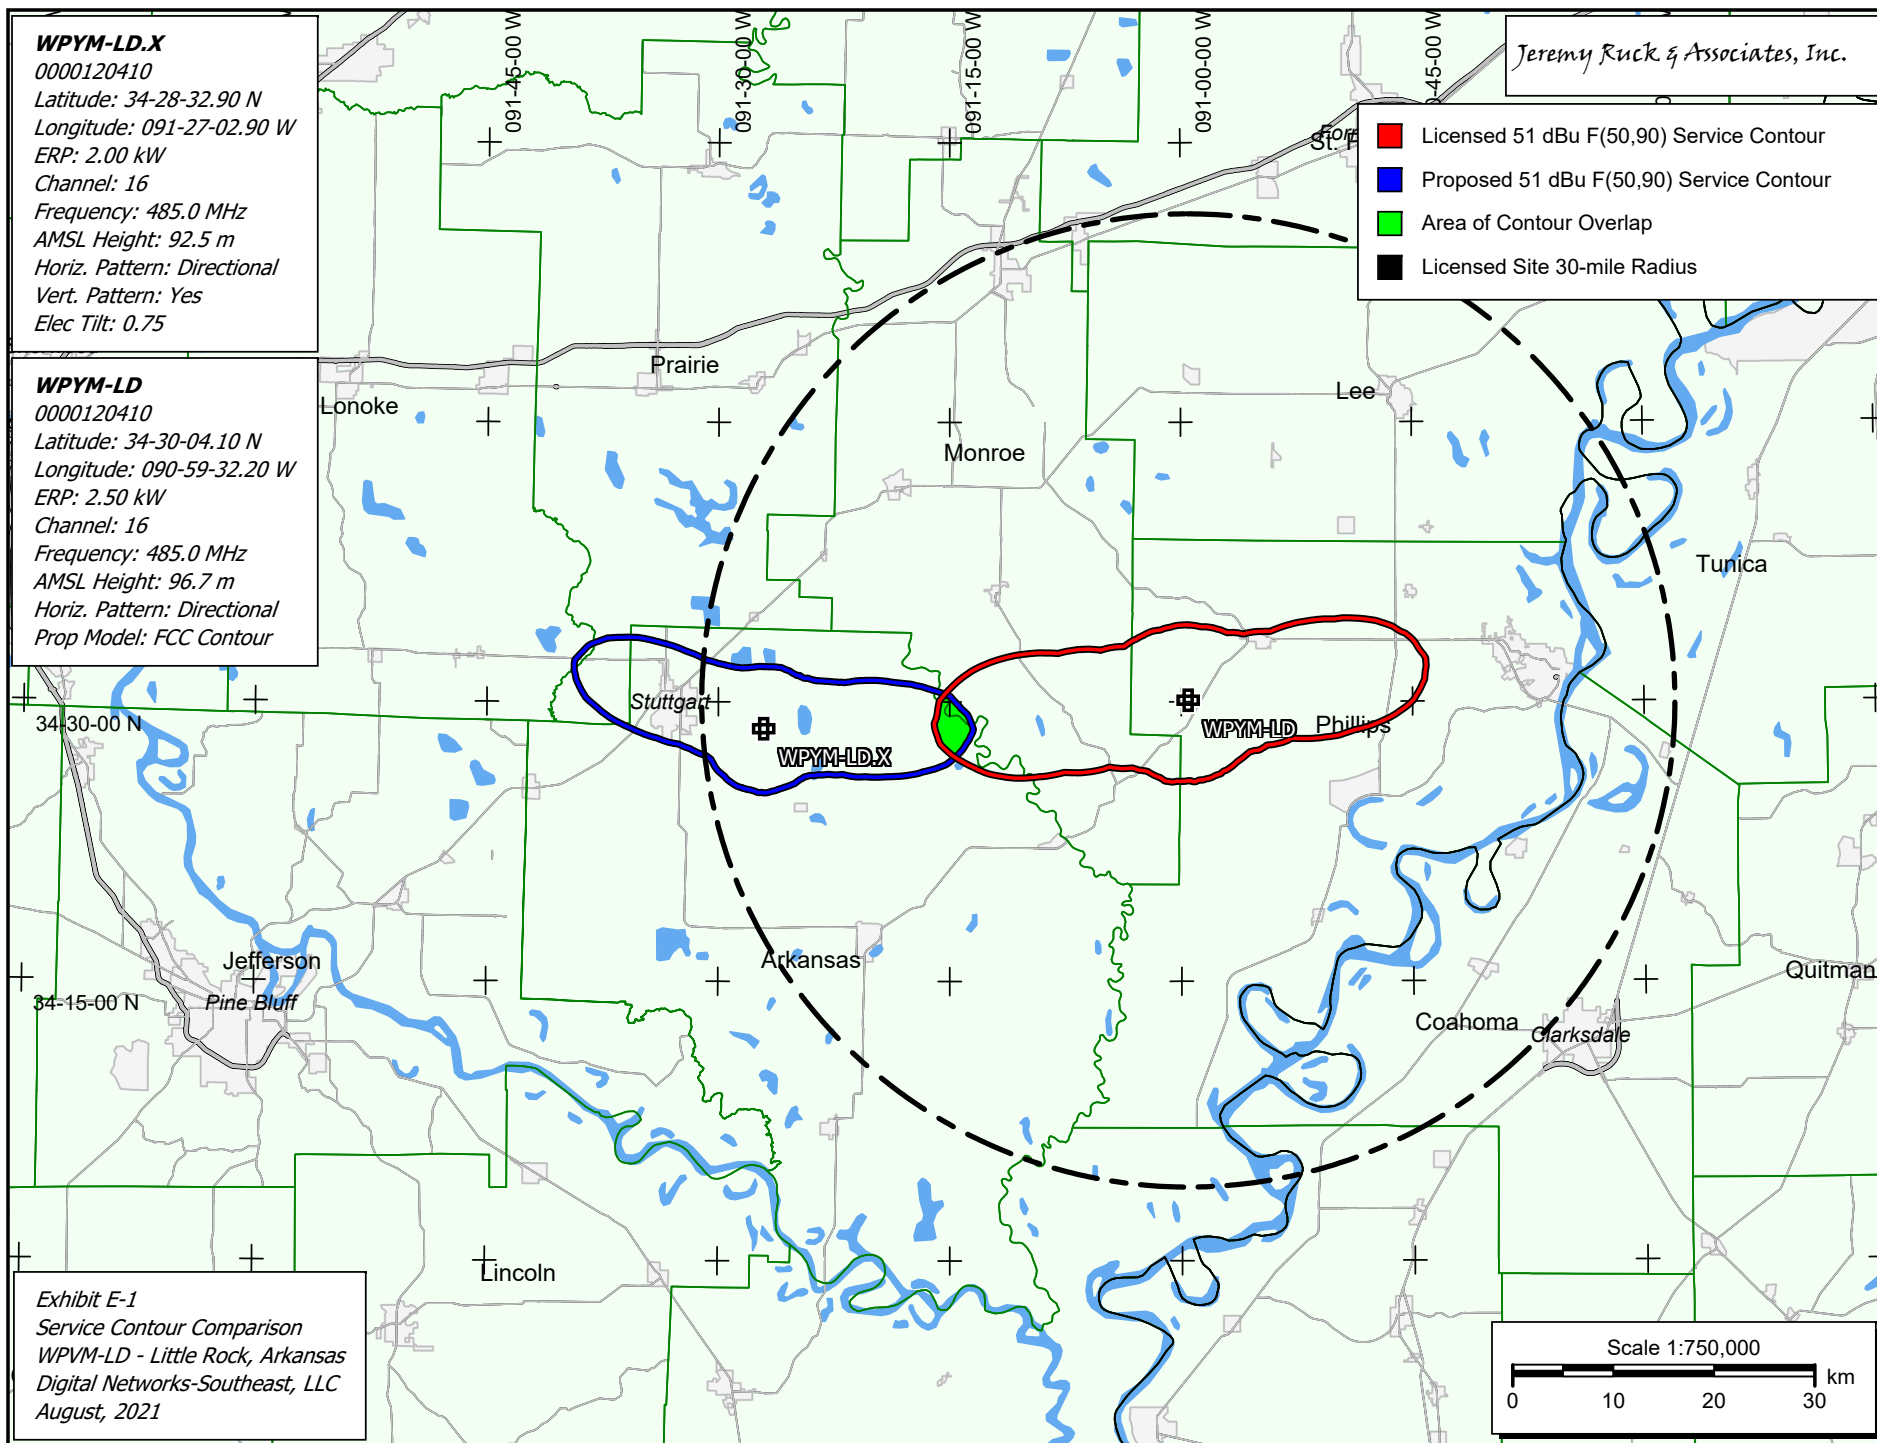 WPYM-LD.X
0000120410
Latitude: 34-28-32.90 N
Longitude: 091-27-02.90 W
ERP: 2.00 kW
Channel: 16
Frequency: 485.0 MHz
AMSL Height: 92.5 m
Horiz. Pattern: Directional
Vert. Pattern: Yes
Elec Tilt: 0.75
WPYM-LD
0000120410
Latitude: 34-30-04.10 N
Longitude: 090-59-32.20 W
ERP: 2.50 kW
Channel: 16
Frequency: 485.0 MHz
AMSL Height: 96.7 m
Horiz. Pattern: Directional
Prop Model: FCC Contour
091-45-00 W
091-30-00 W
091-15-00 W
091-00-00 W
-45-00 W
Jeremy Ruck & Associates, Inc.
Licensed 51 dBu F(50,90) Service Contour
Proposed 51 dBu F(50,90) Service Contour
Area of Contour Overlap
Licensed Site 30-mile Radius
St. F
Forr
Prairie
Lonoke
Lee
Monroe
Tunica
Stuttgart
34-30-00 N
WPYM-LD.X
WPYM-LD
Phillips
Jefferson
Arkansas
Pine Bluff
34-15-00 N
Quitman
Coahoma
Clarksdale
Lincoln
Exhibit E-1
Service Contour Comparison
WPVM-LD - Little Rock, Arkansas
Digital Networks-Southeast, LLC
August, 2021
Scale 1:750,000
km
0 10 20 30